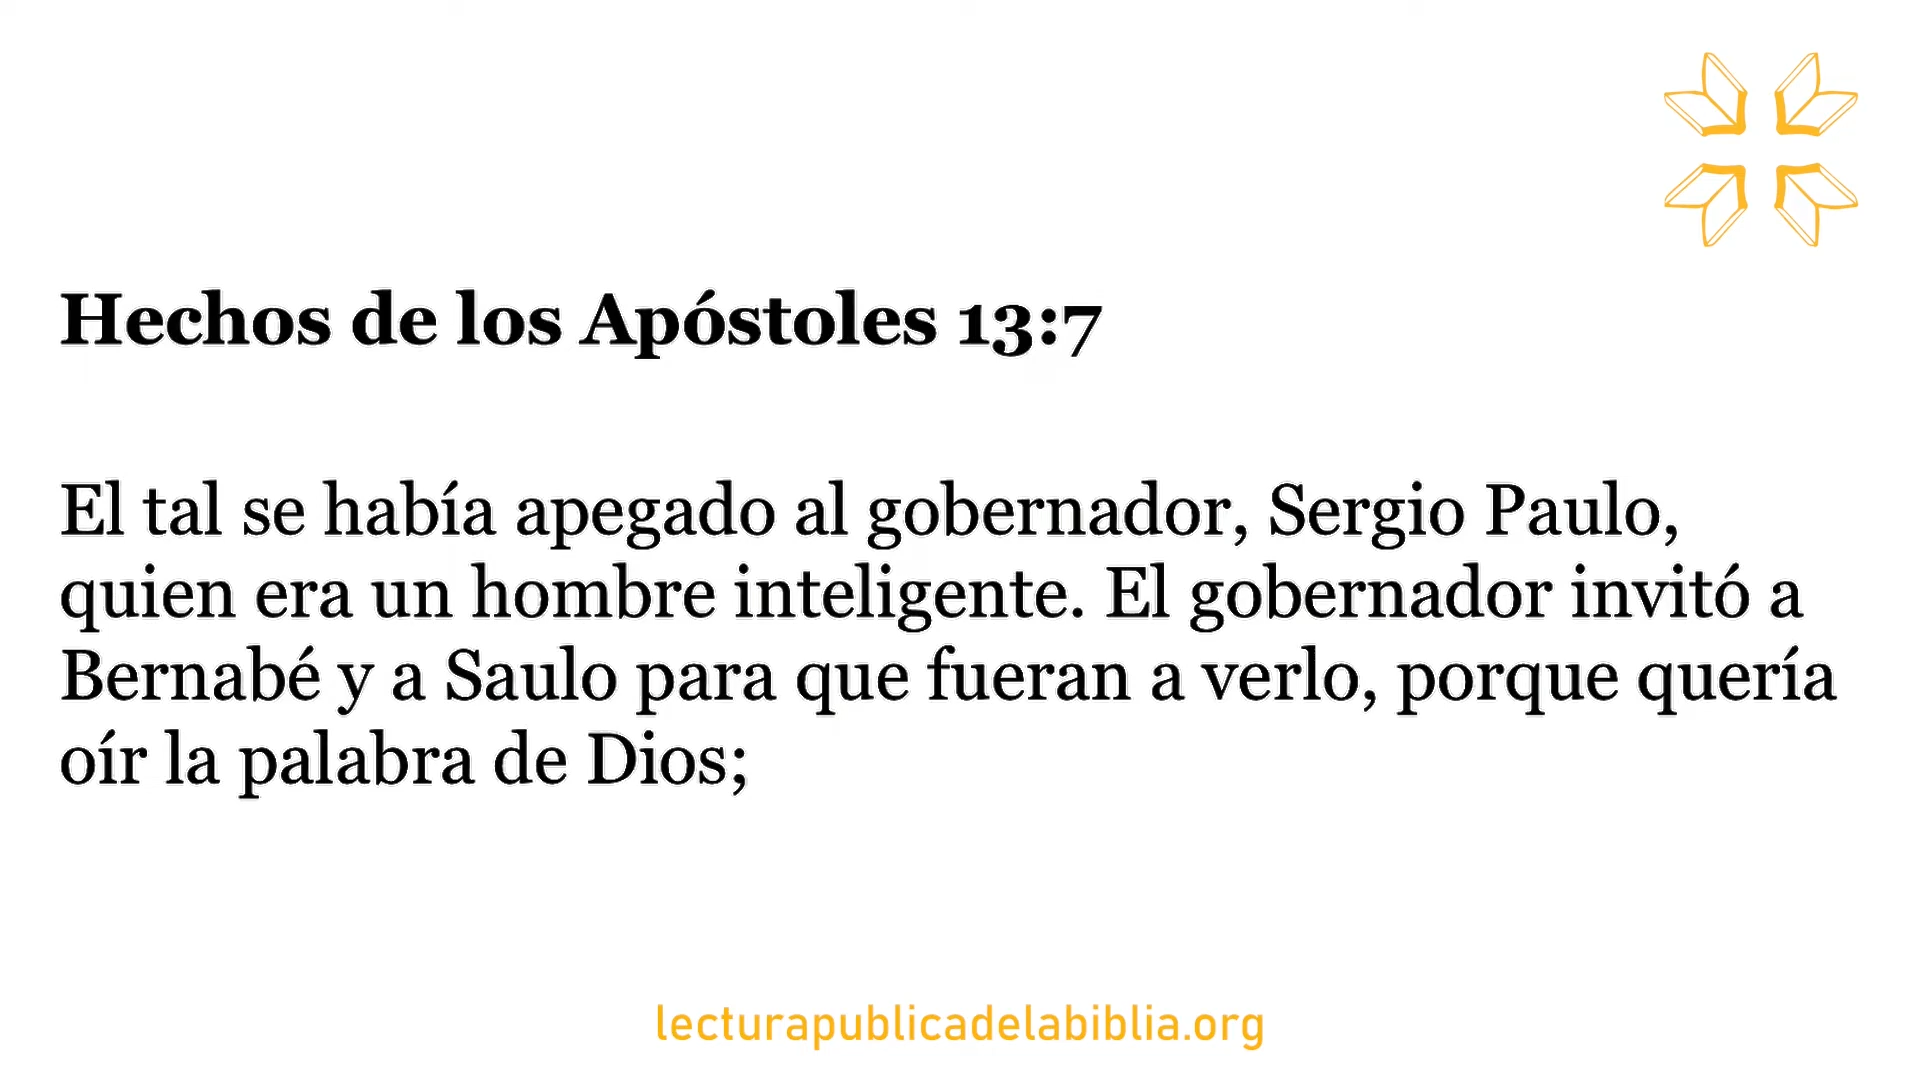 Hechos de los Apóstoles 13:7
El tal se había apegado al gobernador, Sergio Paulo,
quien era un hombre inteligente. El gobernador invitó a
Bernabé y a Saulo para que fueran a verlo, porque quería
oír la palabra de Dios;
lecturapublicadelabiblia.org